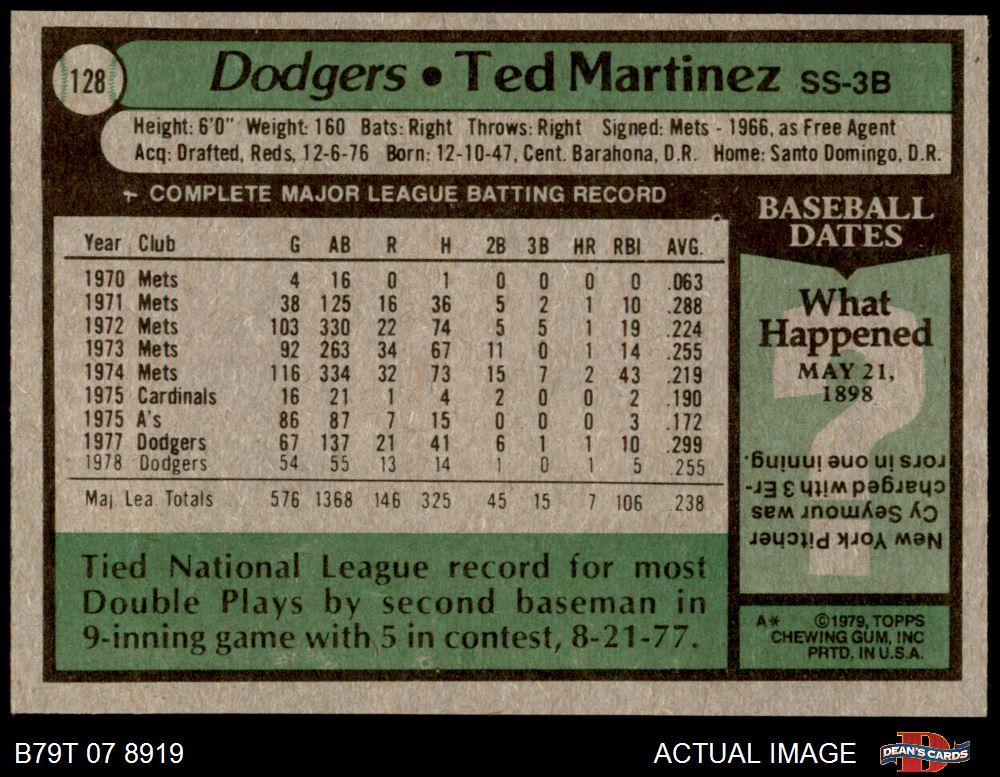 128
Dodgers • Ted Martinez SS-3B
Height: 6'0" Weight: 160 Bats: Right Throws: Right Signed: Mets - 1966, as Free Agent
Acq: Drafted, Reds, 12-6-76 Born: 12-10-47, Cent. Barahona, D.R. Home: Santo Domingo, D.R.
COMPLETE MAJOR LEAGUE BATTING RECORD
Year Club G AB R H 2B 3B HR RBI AVG.
1970 Mets 4 16 0 1 0 0 0 0 .063
1971 Mets 38 125 16 36 5 2 1 10 .288
1972 Mets 103 330 22 74 5 5 1 19 .224
1973 Mets 92 263 34 67 11 0 1 14 .255
1974 Mets 116 334 32 73 15 7 2 43 .219
1975 Cardinals 16 21 1 4 2 0 0 2 .190
1975 A's 86 87 7 15 0 0 0 3 .172
1977 Dodgers 67 137 21 41 6 1 1 10 .299
1978 Dodgers 54 55 13 14 1 0 1 5 .255
Maj. Lea. Totals 576 1368 146 325 45 15 7 106 .238
Tied National League record for most
Double Plays by second baseman in
9-inning game with 5 in contest, 8-21-77.
BASEBALL
DATES
What
Happened
MAY 21,
1898
?
New York Pitcher
Cy Seymour was
charged with 3 Er-
rors in one inning.
A* ©1979, TOPPS
CHEWING GUM, INC
PRTD. IN U.S.A.
B79T 07 8919
ACTUAL IMAGE
D
DEAN'S CARDS